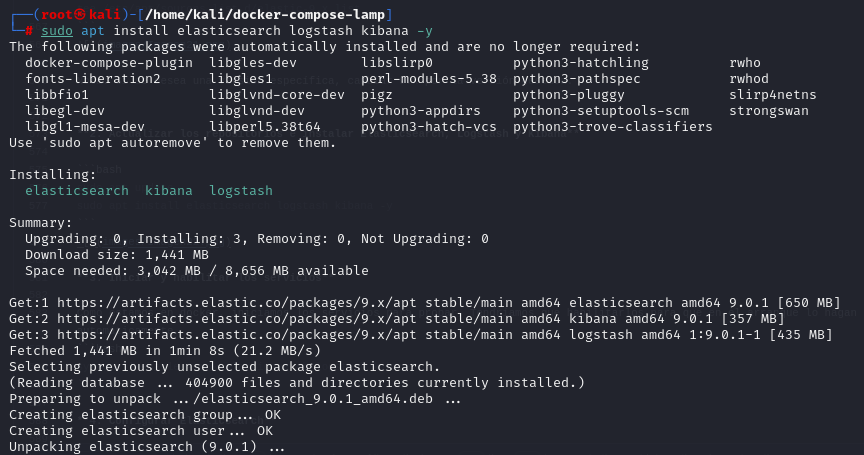 ┌──(root㉿kali)-[/home/kali/docker-compose-lamp]
└─# sudo apt install elasticsearch logstash kibana -y
The following packages were automatically installed and are no longer required:
  docker-compose-plugin  libgles-dev       libslirp0         python3-hatchling         rwho
  fonts-liberation2      libgles1          perl-modules-5.38  python3-pathspec          rwhod
  libbfio1               libglvnd-core-dev  pigz              python3-pluggy            slirp4netns
  libegl-dev             libglvnd-dev      python3-appdirs   python3-setuptools-scm    strongswan
  libgl1-mesa-dev        libperl5.38t64    python3-hatch-vcs  python3-trove-classifiers
Use 'sudo apt autoremove' to remove them.
Installing:
  elasticsearch  kibana  logstash
Summary:
  Upgrading: 0, Installing: 3, Removing: 0, Not Upgrading: 0
  Download size: 1,441 MB
  Space needed: 3,042 MB / 8,656 MB available
Get:1 https://artifacts.elastic.co/packages/9.x/apt stable/main amd64 elasticsearch amd64 9.0.1 [650 MB]
Get:2 https://artifacts.elastic.co/packages/9.x/apt stable/main amd64 kibana amd64 9.0.1 [357 MB]
Get:3 https://artifacts.elastic.co/packages/9.x/apt stable/main amd64 logstash amd64 1:9.0.1-1 [435 MB]
Fetched 1,441 MB in 1min 8s (21.2 MB/s)
Selecting previously unselected package elasticsearch.
(Reading database ... 404900 files and directories currently installed.)
Preparing to unpack .../elasticsearch_9.0.1_amd64.deb ...
Creating elasticsearch group... OK
Creating elasticsearch user... OK
Unpacking elasticsearch (9.0.1) ...